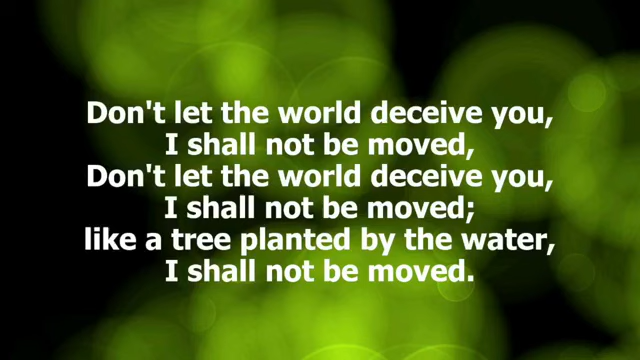 Don't let the world deceive you,
I shall not be moved,
Don't let the world deceive you,
I shall not be moved;
like a tree planted by the water,
I shall not be moved.